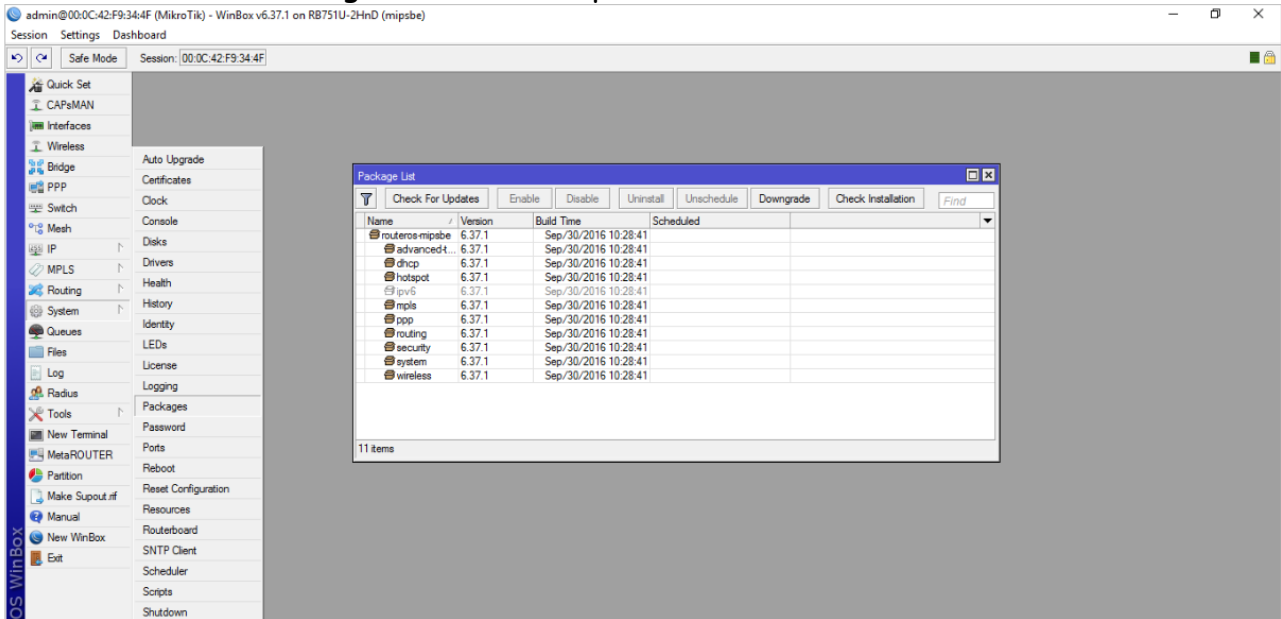 admin@00:0C:42:F9:34:4F (MikroTik) - WinBox v6.37.1 on RB751U-2HnD (mipsbe)
Session Settings Dashboard
Safe Mode Session: 00:0C:42:F9:34:4F
Quick Set
CAPsMAN
Interfaces
Wireless
Bridge
PPP
Switch
Mesh
IP
MPLS
Routing
System
Queues
Files
Log
Radius
Tools
New Terminal
MetaROUTER
Partition
Make Supout.rif
Manual
New WinBox
Exit
OS WinBox
Auto Upgrade
Certificates
Clock
Console
Disks
Drivers
Health
History
Identity
LEDs
License
Logging
Packages
Password
Ports
Reboot
Reset Configuration
Resources
Routerboard
SNTP Client
Scheduler
Scripts
Shutdown
Package List
Check For Updates Enable Disable Uninstall Unschedule Downgrade Check Installation Find
Name / Version Build Time Scheduled
routeros-mipsbe 6.37.1 Sep/30/2016 10:28:41
advanced-t... 6.37.1 Sep/30/2016 10:28:41
dhcp 6.37.1 Sep/30/2016 10:28:41
hotspot 6.37.1 Sep/30/2016 10:28:41
ipv6 6.37.1 Sep/30/2016 10:28:41
mpls 6.37.1 Sep/30/2016 10:28:41
ppp 6.37.1 Sep/30/2016 10:28:41
routing 6.37.1 Sep/30/2016 10:28:41
security 6.37.1 Sep/30/2016 10:28:41
system 6.37.1 Sep/30/2016 10:28:41
wireless 6.37.1 Sep/30/2016 10:28:41
11 items